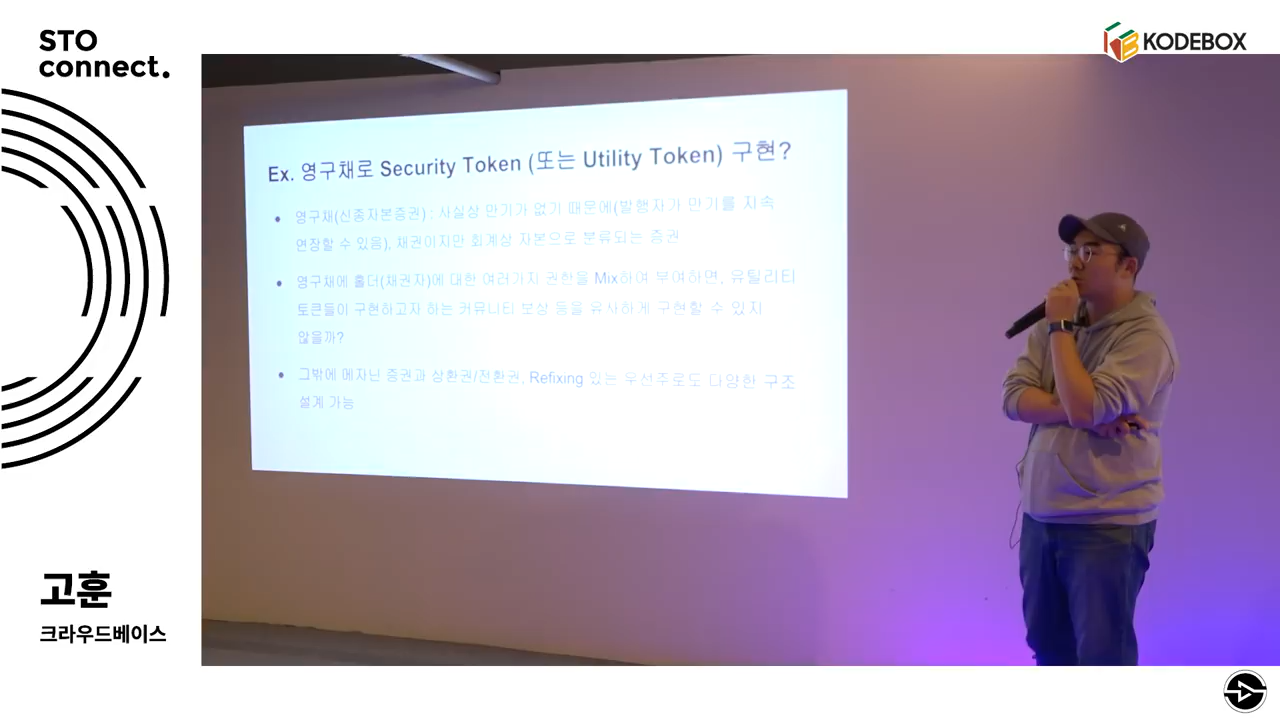 STO
connect.
KODEBOX
Ex. 영구채로 Security Token (또는 Utility Token) 구현?
• 영구채(신종자본증권) : 사실상 만기가 없기 때문에(발행자가 만기를 지속
연장할 수 있음), 채권이지만 회계상 자본으로 분류되는 증권
• 영구채에 홀더(채권자)에 대한 여러가지 권한을 Mix하여 부여하면, 유틸리티
토큰들이 구현하고자 하는 커뮤니티 보상 등을 유사하게 구현할 수 있지
않을까?
• 그밖에 메자닌 증권과 상환권/전환권, Refixing 있는 우선주로도 다양한 구조
설계 가능
고훈
크라우드베이스